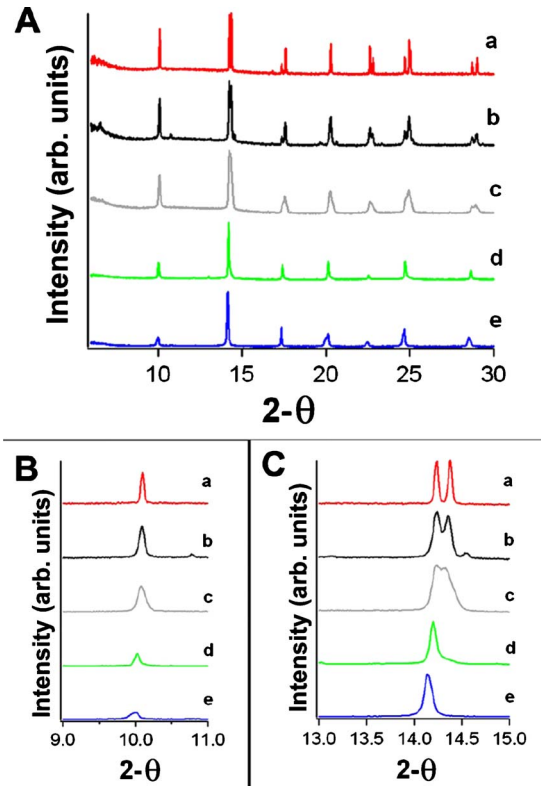 A
Intensity (arb. units)
a
b
c
d
e
10 15 20 25 30
2-θ
B
Intensity (arb. units)
a
b
c
d
e
9.0 10.0 11.0
2-θ
C
Intensity (arb. units)
a
b
c
d
e
13.0 13.5 14.0 14.5 15.0
2-θ